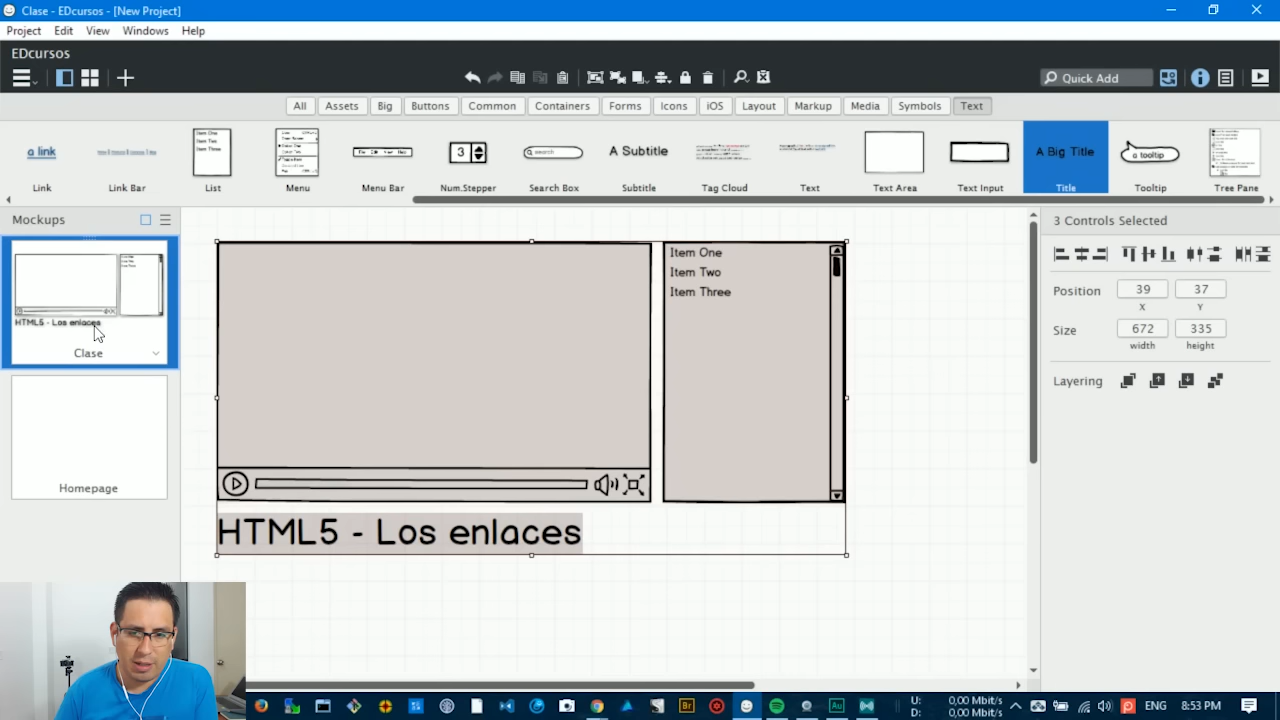 Clase - EDcursos - [New Project]
Project Edit View Windows Help
EDcursos
Quick Add
All Assets Big Buttons Common Containers Forms Icons iOS Layout Markup Media Symbols Text
a link
Item One
Item Two
Item Three
3
search
A Subtitle
A Big Title
a tooltip
Link Link Bar List Menu Menu Bar Num.Stepper Search Box Subtitle Tag Cloud Text Text Area Text Input Title Tooltip Tree Pane
Mockups
HTML5 - Los enlaces
Clase
Homepage
Item One
Item Two
Item Three
HTML5 - Los enlaces
3 Controls Selected
Position 39 37
X Y
Size 672 335
width height
Layering
Br Au
U: 0,00 Mbit/s
D: 0,00 Mbit/s
ENG 8:53 PM